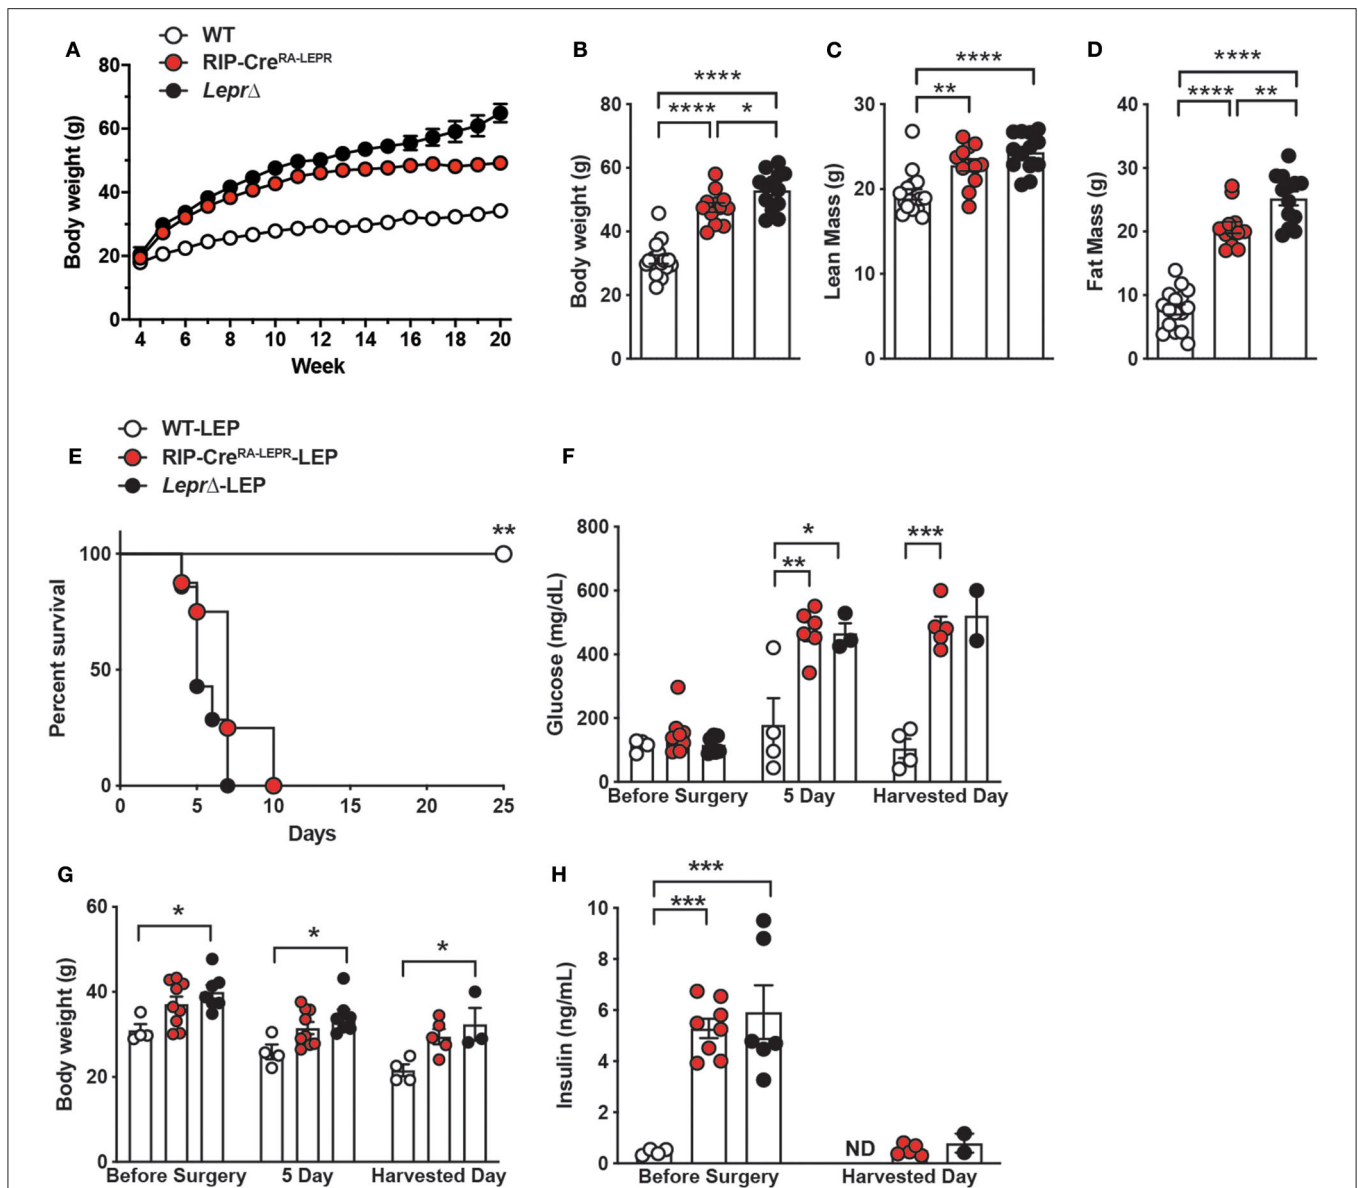 A
WT
RIP-CreRA-LEPR
LeprΔ
Body weight (g)
80
60
40
20
0
4 6 8 10 12 14 16 18 20
Week
B
****
**** *
Body weight (g)
80
60
40
20
0
C
****
**
Lean Mass (g)
30
20
10
0
D
****
**** **
Fat Mass (g)
40
30
20
10
0
WT-LEP
E
RIP-CreRA-LEPR-LEP
LeprΔ-LEP
**
Percent survival
100
50
0
0 5 10 15 20 25
Days
F
* ***
**
Glucose (mg/dL)
800
600
400
200
0
Before Surgery 5 Day Harvested Day
G
* * *
Body weight (g)
60
40
20
0
Before Surgery 5 Day Harvested Day
H
***
***
Insulin (ng/mL)
10
8
6
4
2
0
ND
Before Surgery Harvested Day